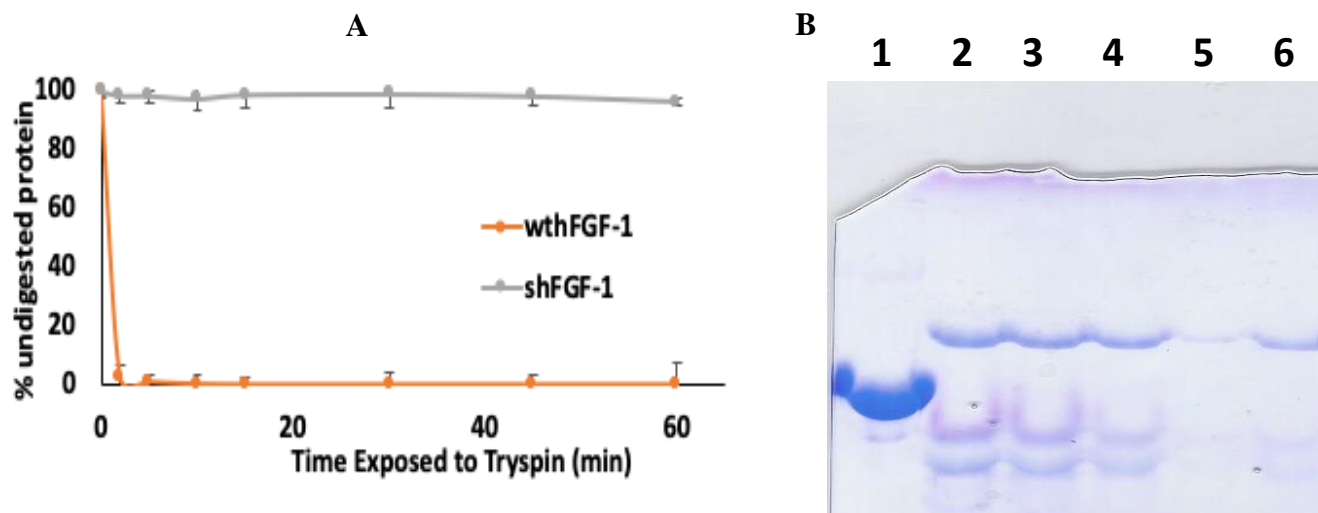 A
B
1 2 3 4 5 6
100
80
60
40
20
0
% undigested protein
wthFGF-1
shFGF-1
0 20 40 60
Time Exposed to Tryspin (min)